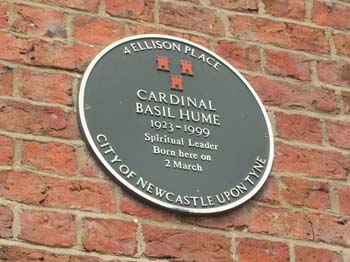 4 ELLISON PLACE
CARDINAL
BASIL HUME
1923-1999
Spiritual Leader
Born here on
2 March
CITY OF NEWCASTLE UPON TYNE